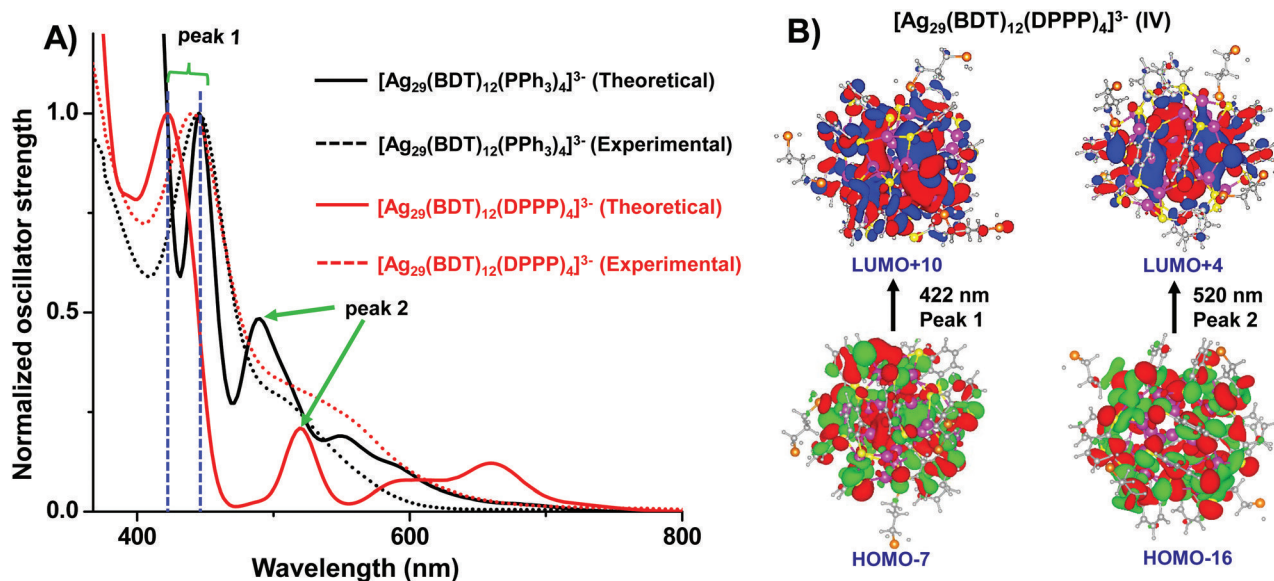 A)
peak 1
[Ag29(BDT)12(PPh3)4]3- (Theoretical)
[Ag29(BDT)12(PPh3)4]3- (Experimental)
[Ag29(BDT)12(DPPP)4]3- (Theoretical)
[Ag29(BDT)12(DPPP)4]3- (Experimental)
peak 2
Normalized oscillator strength
1.0
0.5
0.0
400
600
800
Wavelength (nm)
B)
[Ag29(BDT)12(DPPP)4]3- (IV)
LUMO+10
LUMO+4
422 nm
Peak 1
520 nm
Peak 2
HOMO-7
HOMO-16